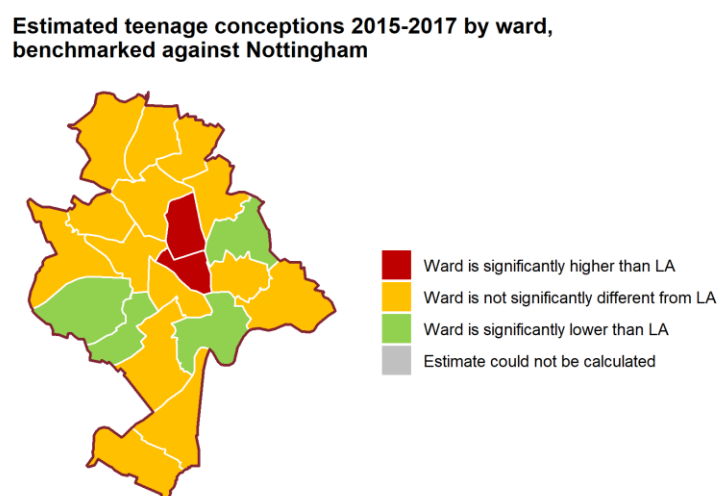 Estimated teenage conceptions 2015-2017 by ward,
benchmarked against Nottingham
Ward is significantly higher than LA
Ward is not significantly different from LA
Ward is significantly lower than LA
Estimate could not be calculated